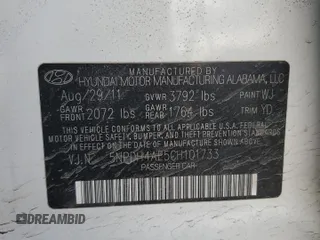 MANUFACTURED BY
HYUNDAI MOTOR MANUFACTURING ALABAMA, LLC
Aug/29/11 GVWR 3792 lbs PAINT WJ
GAWR FRONT 2072 lbs GAWR REAR 1764 lbs TRIM YD
THIS VEHICLE CONFORMS TO ALL APPLICABLE U.S.A. FEDERAL
MOTOR VEHICLE SAFETY, BUMPER, AND THEFT PREVENTION STANDARDS
IN EFFECT ON THE DATE OF MANUFACTURE SHOWN ABOVE.
V.I.N. 5NPDH4AE5CH101733
PASSENGER CAR
DREAMBID